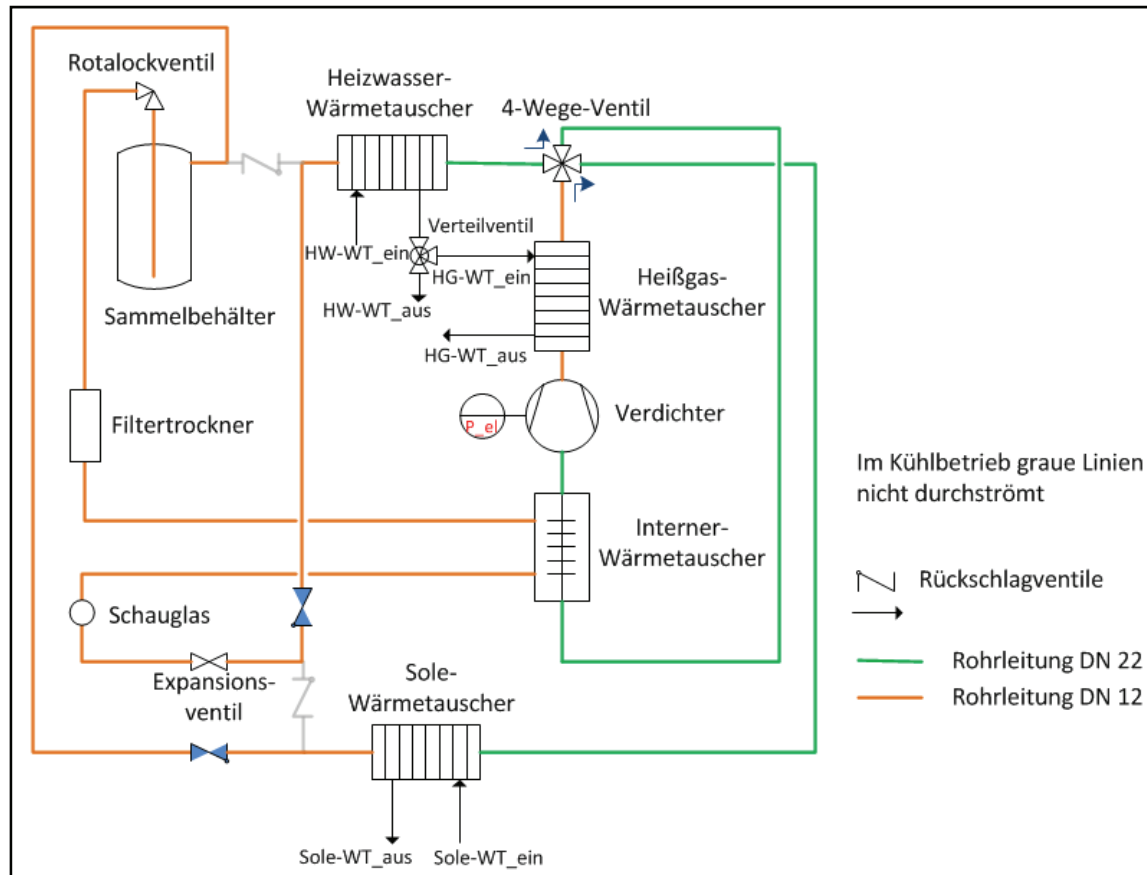 Rotalockventil
Heizwasser-
Wärmetauscher
4-Wege-Ventil
Verteilventil
HW-WT_ein
HG-WT_ein
HW-WT_aus
Heißgas-
Wärmetauscher
Sammelbehälter
HG-WT_aus
P_el
Verdichter
Filtertrockner
Im Kühlbetrieb graue Linien
nicht durchströmt
Interner-
Wärmetauscher
Rückschlagventile
Schauglas
Expansions-
ventil
Sole-
Wärmetauscher
Rohrleitung DN 22
Rohrleitung DN 12
Sole-WT_aus
Sole-WT_ein